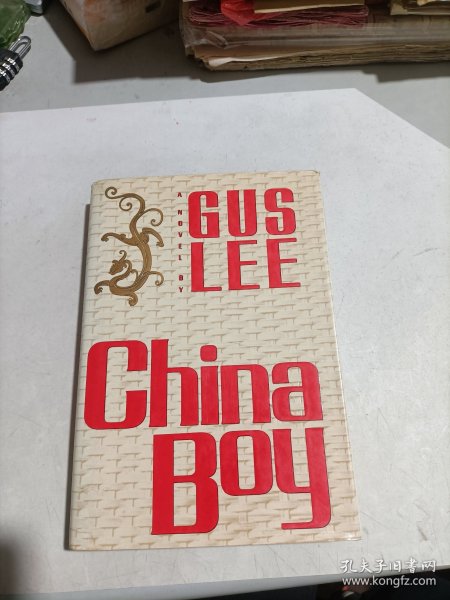 A NOVEL BY
GUS
LEE
China
Boy
孔夫子旧书网
www.kongfz.com